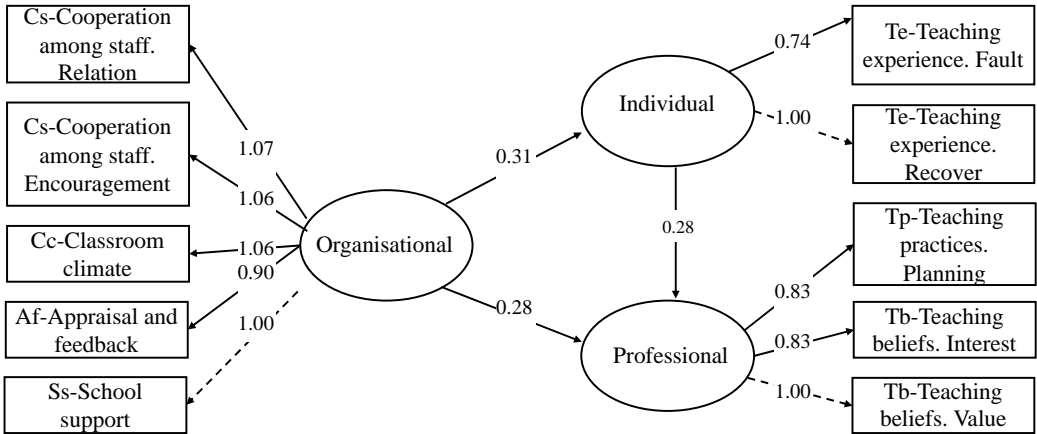 Cs-Cooperation
among staff.
Relation
Cs-Cooperation
among staff.
Encouragement
Cc-Classroom
climate
Af-Appraisal and
feedback
Ss-School
support
1.07
1.06
1.06
0.90
1.00
Organisational
0.31
0.28
Individual
0.28
Professional
0.74
1.00
0.83
0.83
1.00
Te-Teaching
experience. Fault
Te-Teaching
experience.
Recover
Tp-Teaching
practices.
Planning
Tb-Teaching
beliefs. Interest
Tb-Teaching
beliefs. Value